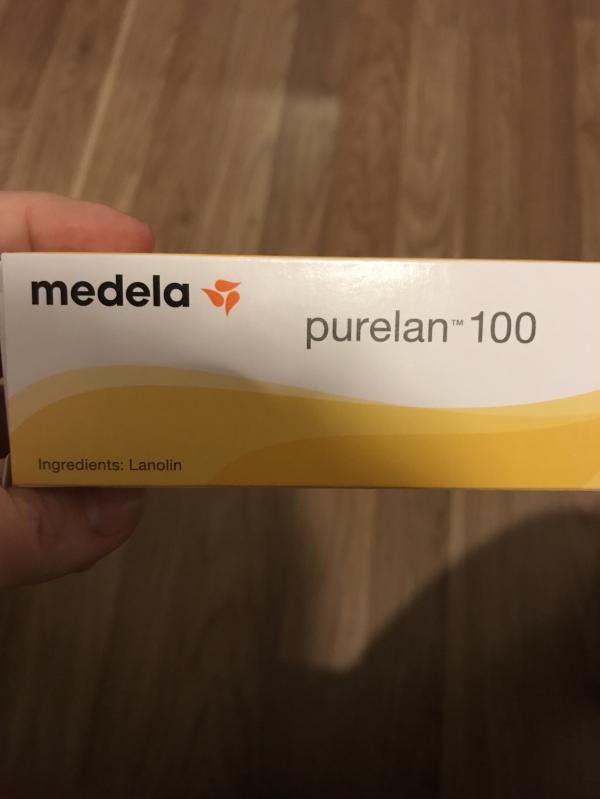 medela
purelan™ 100
Ingredients: Lanolin